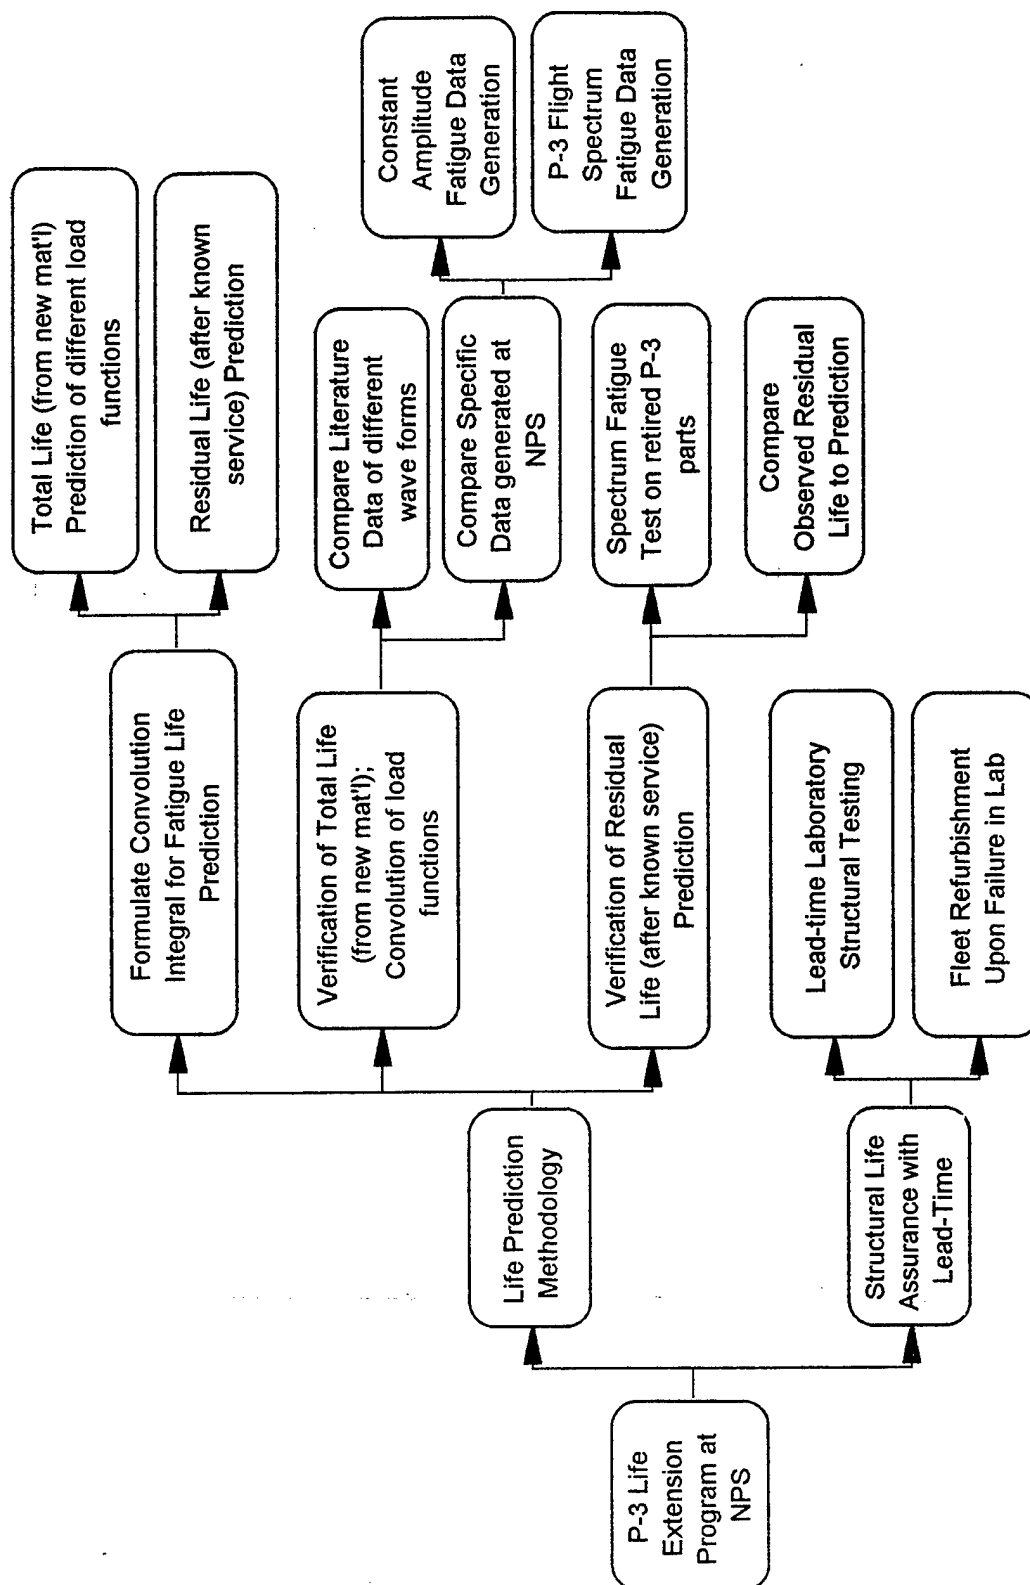 P-3 Life
Extension
Program at
NPS
Life Prediction
Methodology
Structural Life
Assurance with
Lead-Time
Formulate Convolution
Integral for Fatigue Life
Prediction
Verification of Total Life
(from new mat'l);
Convolution of load
functions
Verification of Residual
Life (after known service)
Prediction
Lead-time Laboratory
Structural Testing
Fleet Refurbishment
Upon Failure in Lab
Total Life (from new mat'l)
Prediction of different load
functions
Residual Life (after known
service) Prediction
Compare Literature
Data of different
wave forms
Compare Specific
Data generated at
NPS
Spectrum Fatigue
Test on retired P-3
parts
Compare
Observed Residual
Life to Prediction
Constant
Amplitude
Fatigue Data
Generation
P-3 Flight
Spectrum
Fatigue Data
Generation